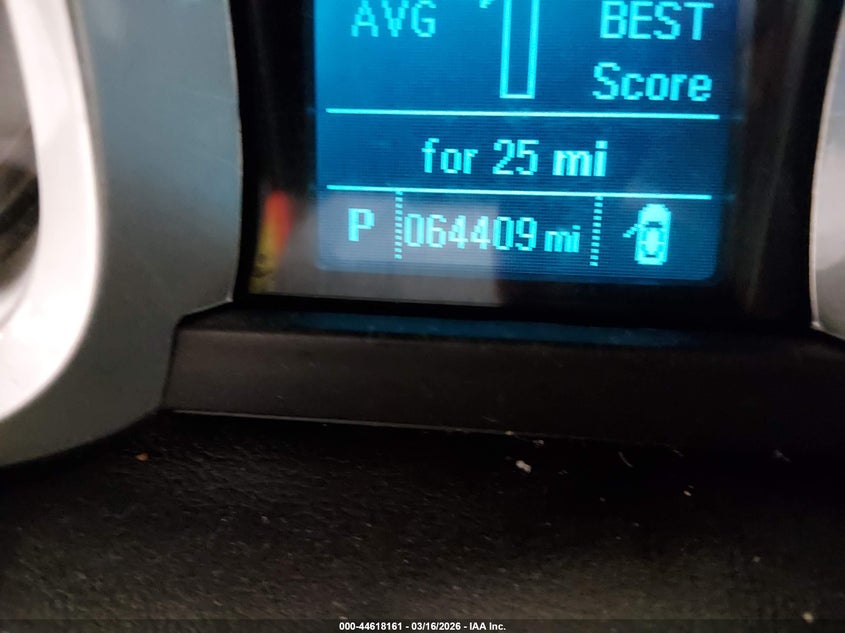 AVG BEST
Score
for 25 mi
P 064409 mi
000-44618161 - 03/16/2026 - IAA Inc.